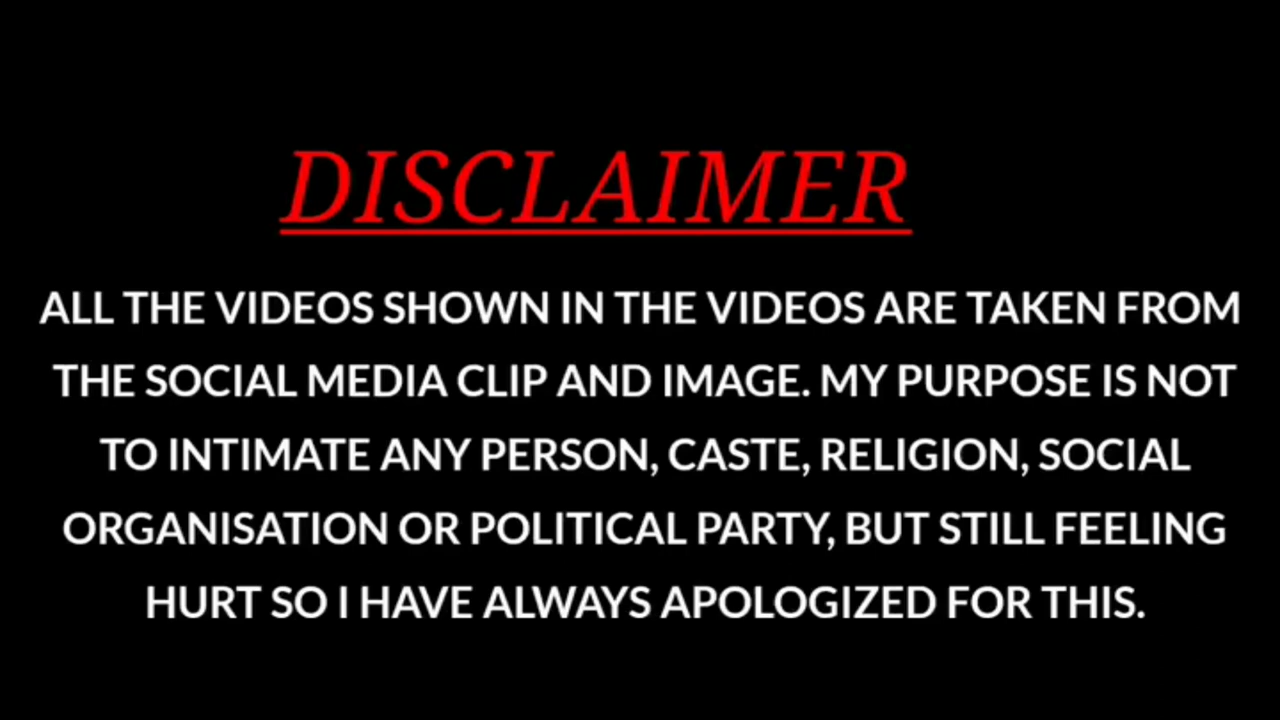 DISCLAIMER
ALL THE VIDEOS SHOWN IN THE VIDEOS ARE TAKEN FROM
THE SOCIAL MEDIA CLIP AND IMAGE. MY PURPOSE IS NOT
TO INTIMATE ANY PERSON, CASTE, RELIGION, SOCIAL
ORGANISATION OR POLITICAL PARTY, BUT STILL FEELING
HURT SO I HAVE ALWAYS APOLOGIZED FOR THIS.